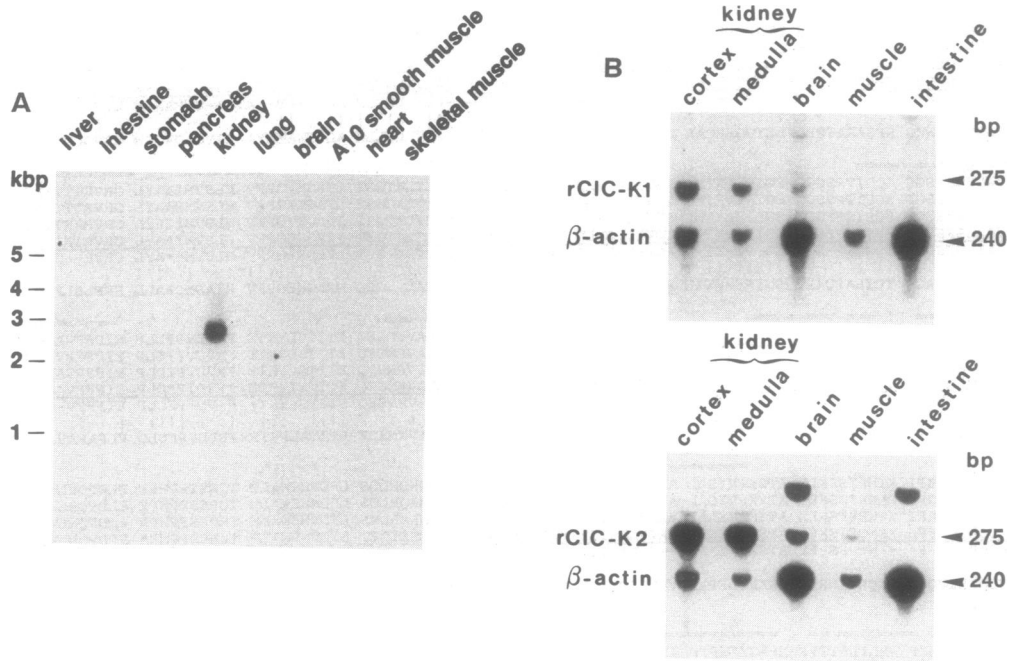 A
liver
intestine
stomach
pancreas
kidney
lung
brain
A10 smooth muscle
heart
skeletal muscle
kbp
5
4
3
2
1
B
kidney
cortex
medulla
brain
muscle
intestine
bp
rClC-K1
275
β-actin
240
kidney
cortex
medulla
brain
muscle
intestine
bp
rClC-K2
275
β-actin
240